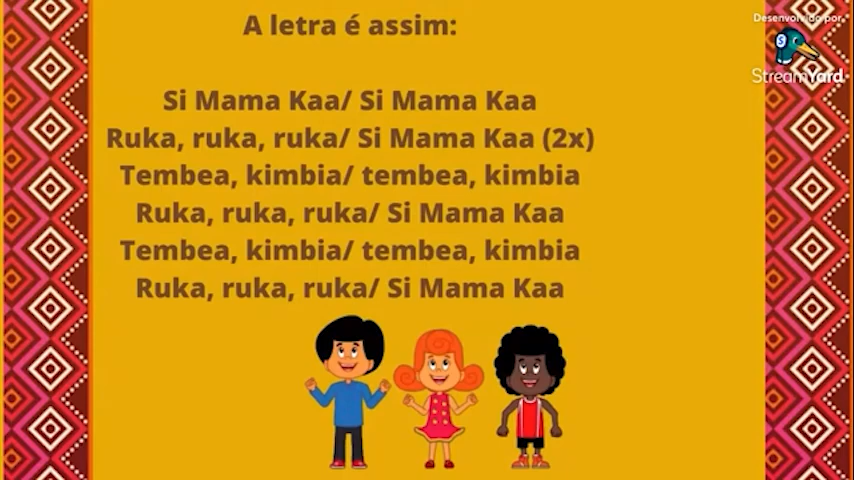 A letra é assim:
Desenvolvido por
StreamYard
Si Mama Kaa/ Si Mama Kaa
Ruka, ruka, ruka/ Si Mama Kaa (2x)
Tembea, kimbia/ tembea, kimbia
Ruka, ruka, ruka/ Si Mama Kaa
Tembea, kimbia/ tembea, kimbia
Ruka, ruka, ruka/ Si Mama Kaa